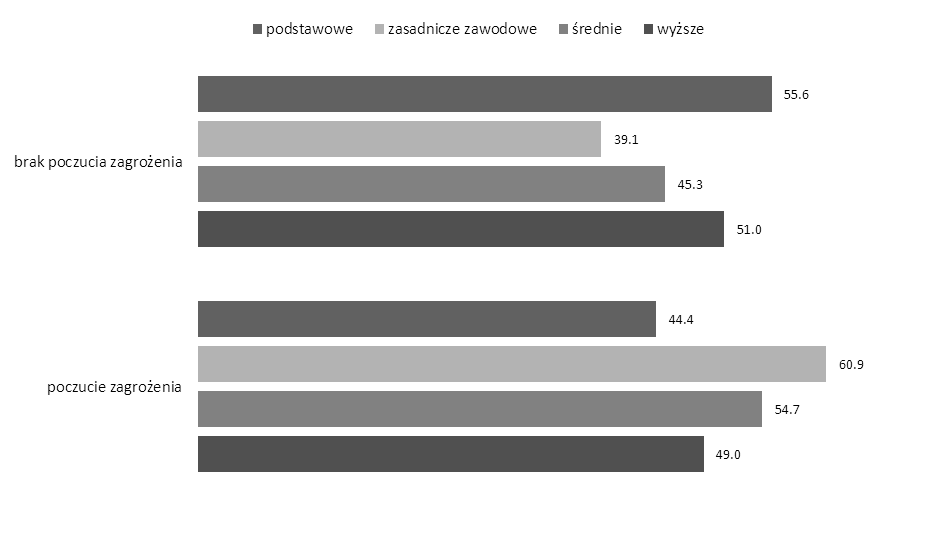 podstawowe zasadnicze zawodowe średnie wyższe
55.6
39.1
brak poczucia zagrożenia
45.3
51.0
44.4
60.9
poczucie zagrożenia
54.7
49.0